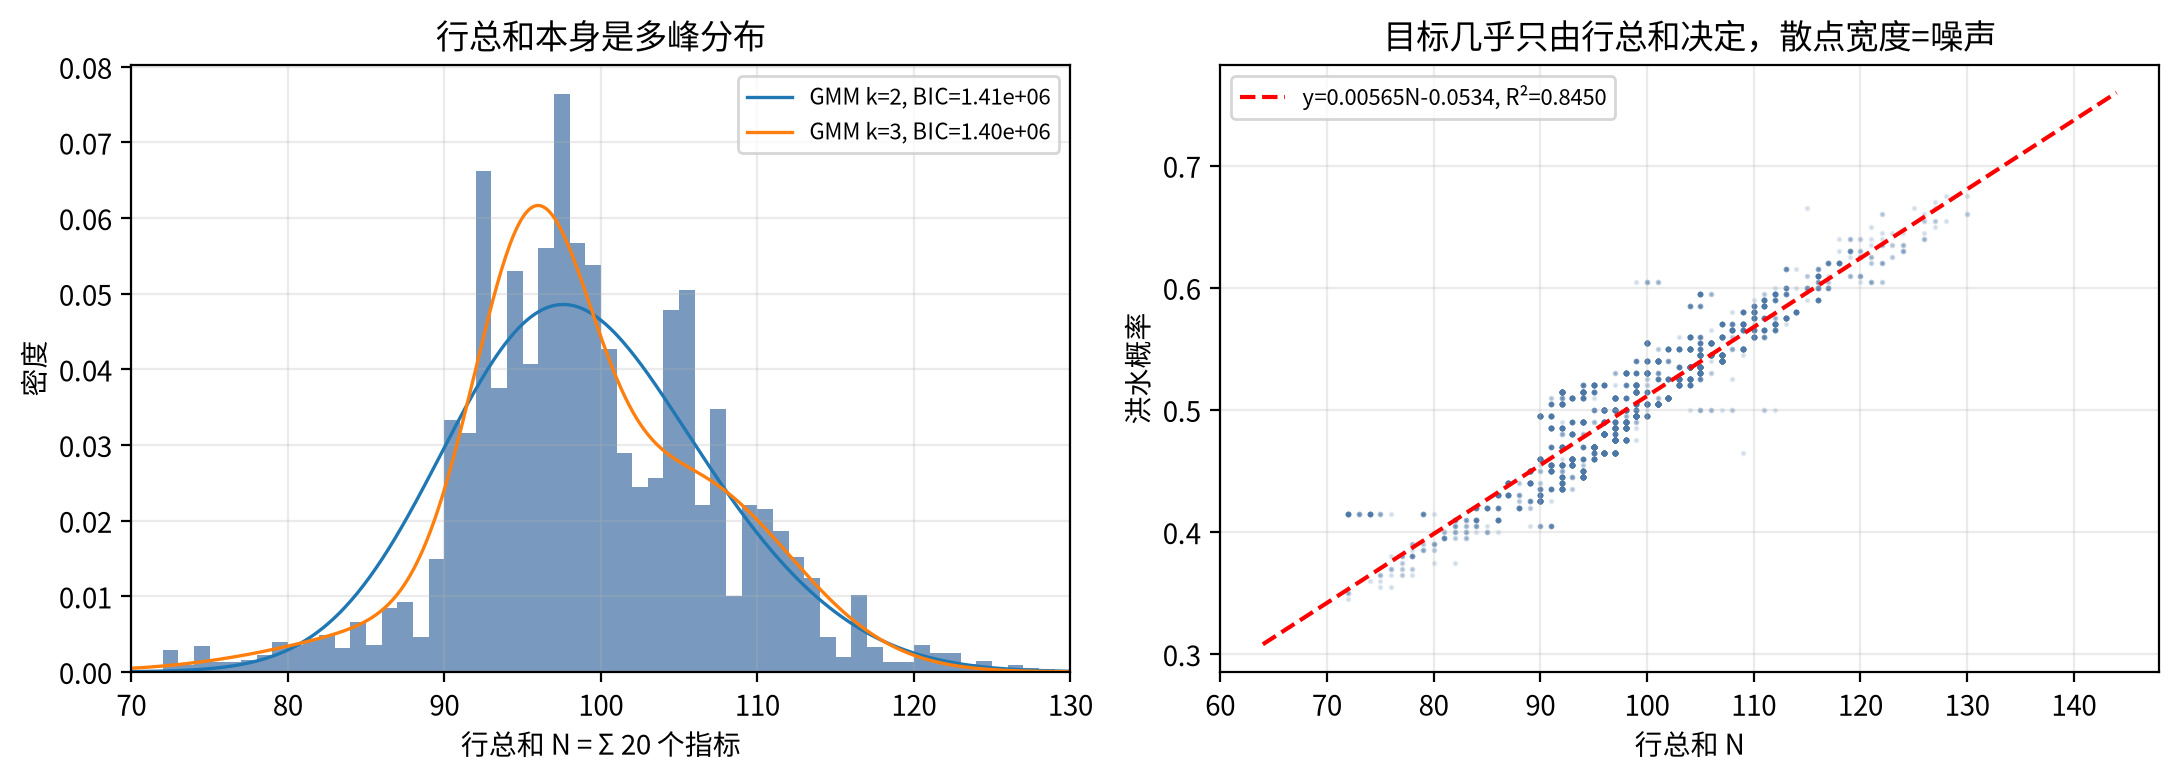 行总和本身是多峰分布
0.08
0.07
0.06
0.05
0.04
0.03
0.02
0.01
0.00
密度
GMM k=2, BIC=1.41e+06
GMM k=3, BIC=1.40e+06
70 80 90 100 110 120 130
行总和 N = Σ 20 个指标
目标几乎只由行总和决定，散点宽度=噪声
y=0.00565N-0.0534, R²=0.8450
0.7
0.6
0.5
0.4
0.3
洪水概率
60 70 80 90 100 110 120 130 140
行总和 N